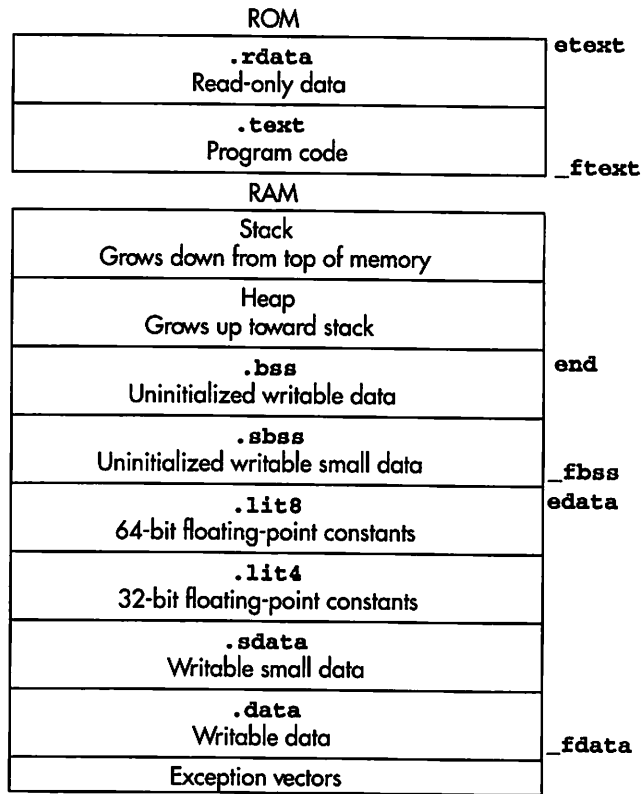 ROM
.rdata
Read-only data
etext
.text
Program code
_ftext
RAM
Stack
Grows down from top of memory
Heap
Grows up toward stack
.bss
Uninitialized writable data
end
.sbss
Uninitialized writable small data
_fbss
.lit8
64-bit floating-point constants
edata
.lit4
32-bit floating-point constants
.sdata
Writable small data
.data
Writable data
_fdata
Exception vectors